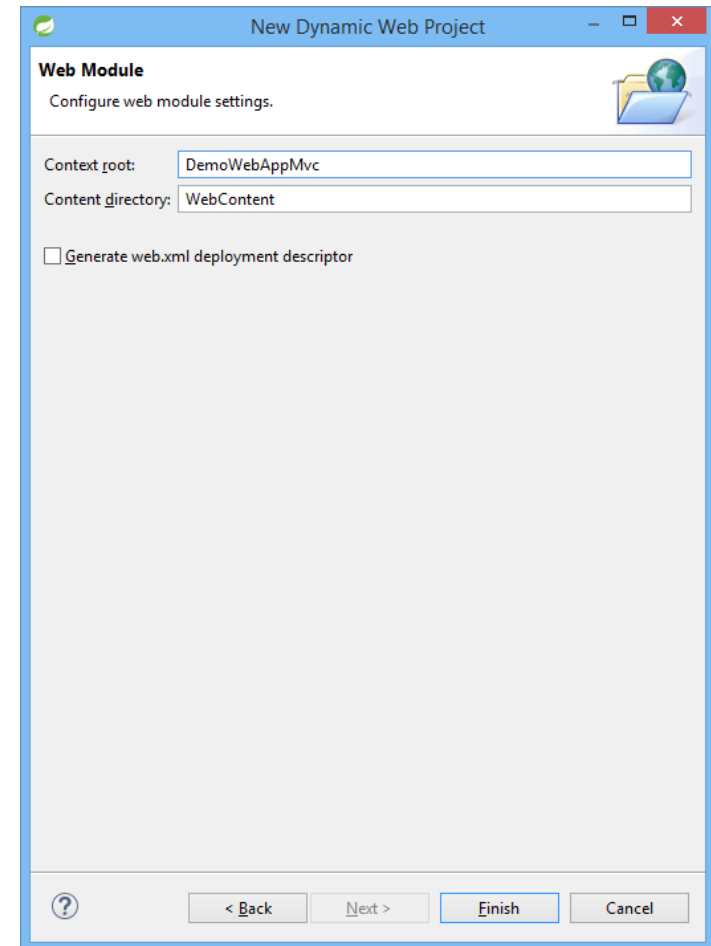 New Dynamic Web Project
Web Module
Configure web module settings.
Context root: DemoWebAppMvc
Content directory: WebContent
Generate web.xml deployment descriptor
? < Back Next > Finish Cancel